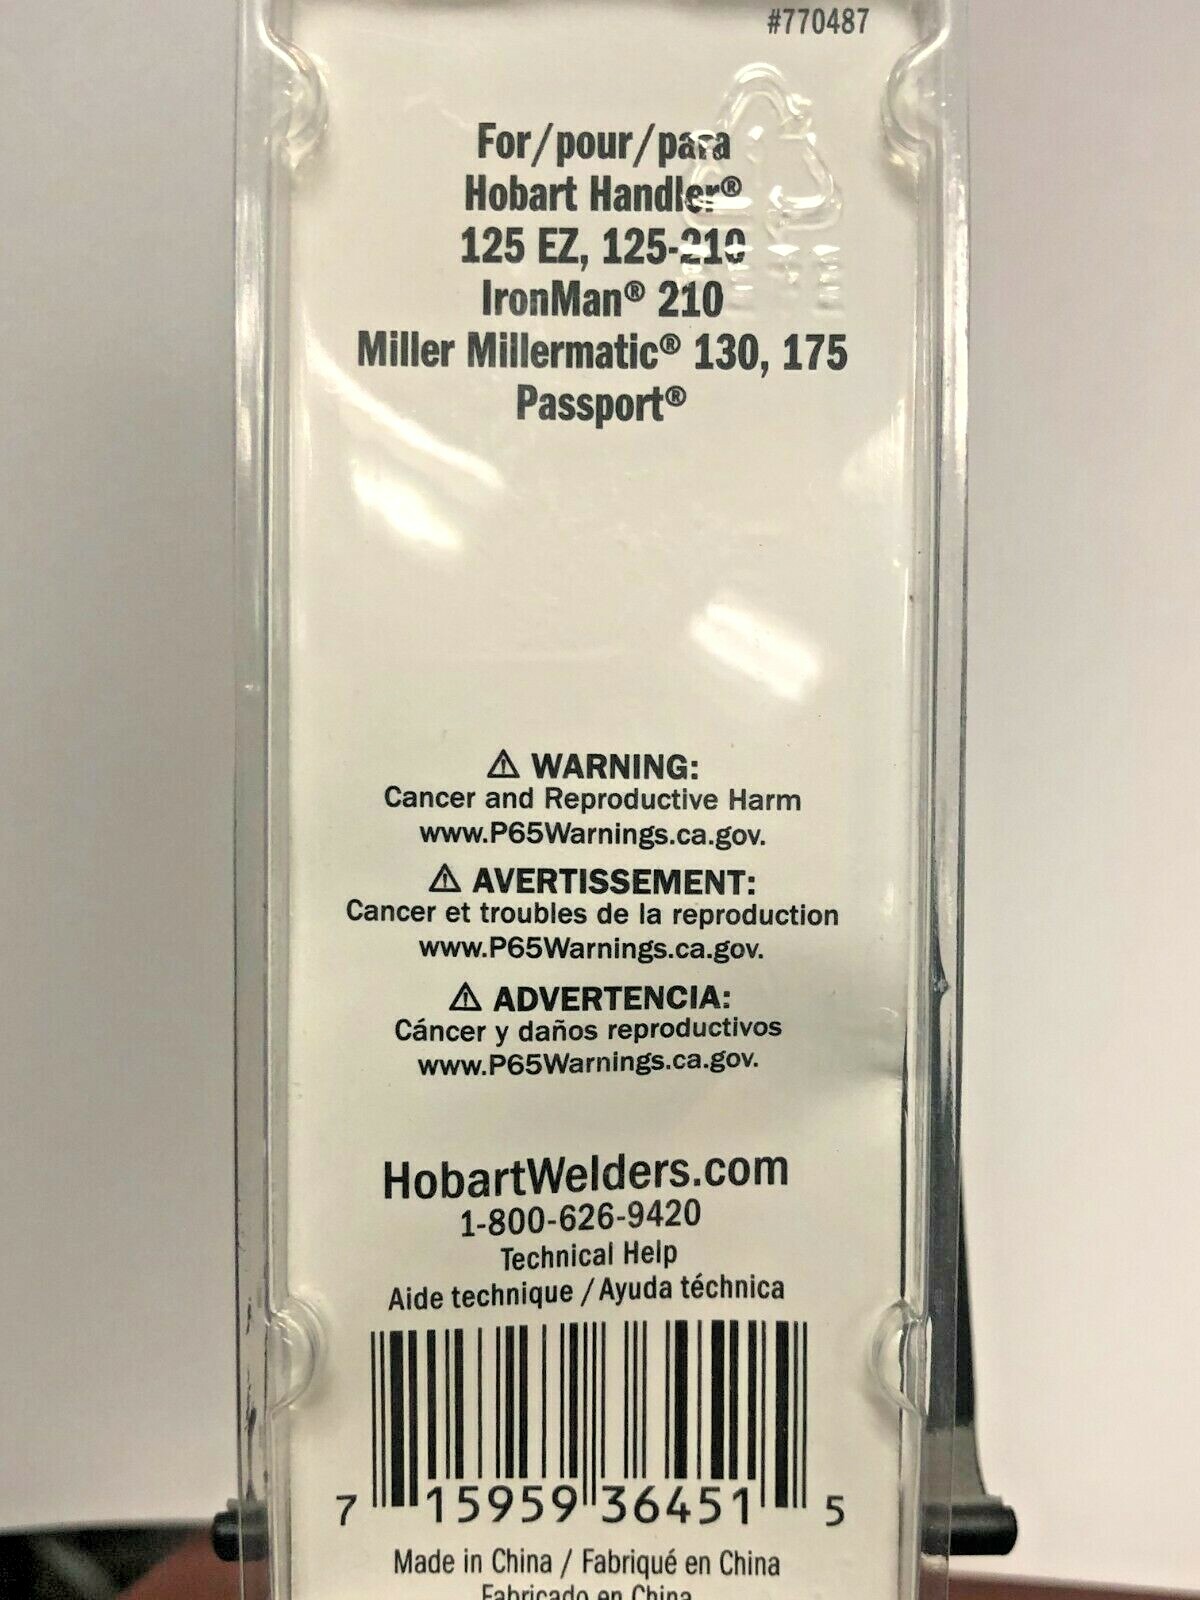 #770487
For/pour/para
Hobart Handler®
125 EZ, 125-210
IronMan® 210
Miller Millermatic® 130, 175
Passport®
⚠ WARNING:
Cancer and Reproductive Harm
www.P65Warnings.ca.gov.
⚠ AVERTISSEMENT:
Cancer et troubles de la reproduction
www.P65Warnings.ca.gov.
⚠ ADVERTENCIA:
Cáncer y daños reproductivos
www.P65Warnings.ca.gov.
HobartWelders.com
1-800-626-9420
Technical Help
Aide technique / Ayuda téchnica
7 15959 36451 5
Made in China / Fabriqué en China
Fabricado en China